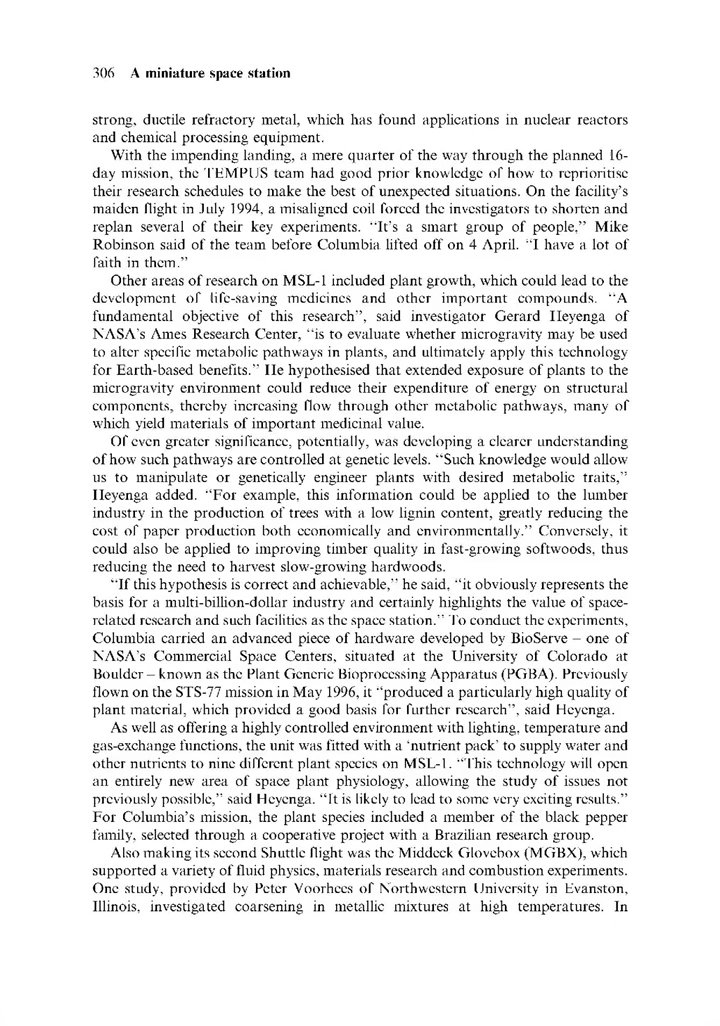 306 A miniature space station
strong, ductile refractory metal, which has found applications in nuclear reactors
and chemical processing equipment.
With the impending landing, a mere quarter of the way through the planned 16-
day mission, the TEMPUS team had good prior knowledge of how to reprioritise
their research schedules to make the best of unexpected situations. On the facility's
maiden flight in July 1994, a misaligned coil forced the investigators to shorten and
replan several of their key experiments. "It's a smart group of people," Mike
Robinson said of the team before Columbia lifted off on 4 April. "I have a lot of
faith in them."
Other areas of research on MSL-1 included plant growth, which could lead to the
development of life-saving medicines and other important compounds. "A
fundamental objective of this research", said investigator Gerard Heyenga of
NASA's Ames Research Center, "is to evaluate whether microgravity may be used
to alter specific metabolic pathways in plants, and ultimately apply this technology
for Earth-based benefits." He hypothesised that extended exposure of plants to the
microgravity environment could reduce their expenditure of energy on structural
components, thereby increasing flow through other metabolic pathways, many of
which yield materials of important medicinal value.
Of even greater significance, potentially, was developing a clearer understanding
of how such pathways are controlled at genetic levels. "Such knowledge would allow
us to manipulate or genetically engineer plants with desired metabolic traits,"
Heyenga added. "For example, this information could be applied to the lumber
industry in the production of trees with a low lignin content, greatly reducing the
cost of paper production both economically and environmentally." Conversely, it
could also be applied to improving timber quality in fast-growing softwoods, thus
reducing the need to harvest slow-growing hardwoods.
"If this hypothesis is correct and achievable," he said, "it obviously represents the
basis for a multi-billion-dollar industry and certainly highlights the value of space-
related research and such facilities as the space station." To conduct the experiments,
Columbia carried an advanced piece of hardware developed by BioServe – one of
NASA's Commercial Space Centers, situated at the University of Colorado at
Boulder – known as the Plant Generic Bioprocessing Apparatus (PGBA). Previously
flown on the STS-77 mission in May 1996, it "produced a particularly high quality of
plant material, which provided a good basis for further research", said Heyenga.
As well as offering a highly controlled environment with lighting, temperature and
gas-exchange functions, the unit was fitted with a 'nutrient pack' to supply water and
other nutrients to nine different plant species on MSL-1. "This technology will open
an entirely new area of space plant physiology, allowing the study of issues not
previously possible," said Heyenga. "It is likely to lead to some very exciting results."
For Columbia's mission, the plant species included a member of the black pepper
family, selected through a cooperative project with a Brazilian research group.
Also making its second Shuttle flight was the Middeck Glovebox (MGBX), which
supported a variety of fluid physics, materials research and combustion experiments.
One study, provided by Peter Voorhees of Northwestern University in Evanston,
Illinois, investigated coarsening in metallic mixtures at high temperatures. In